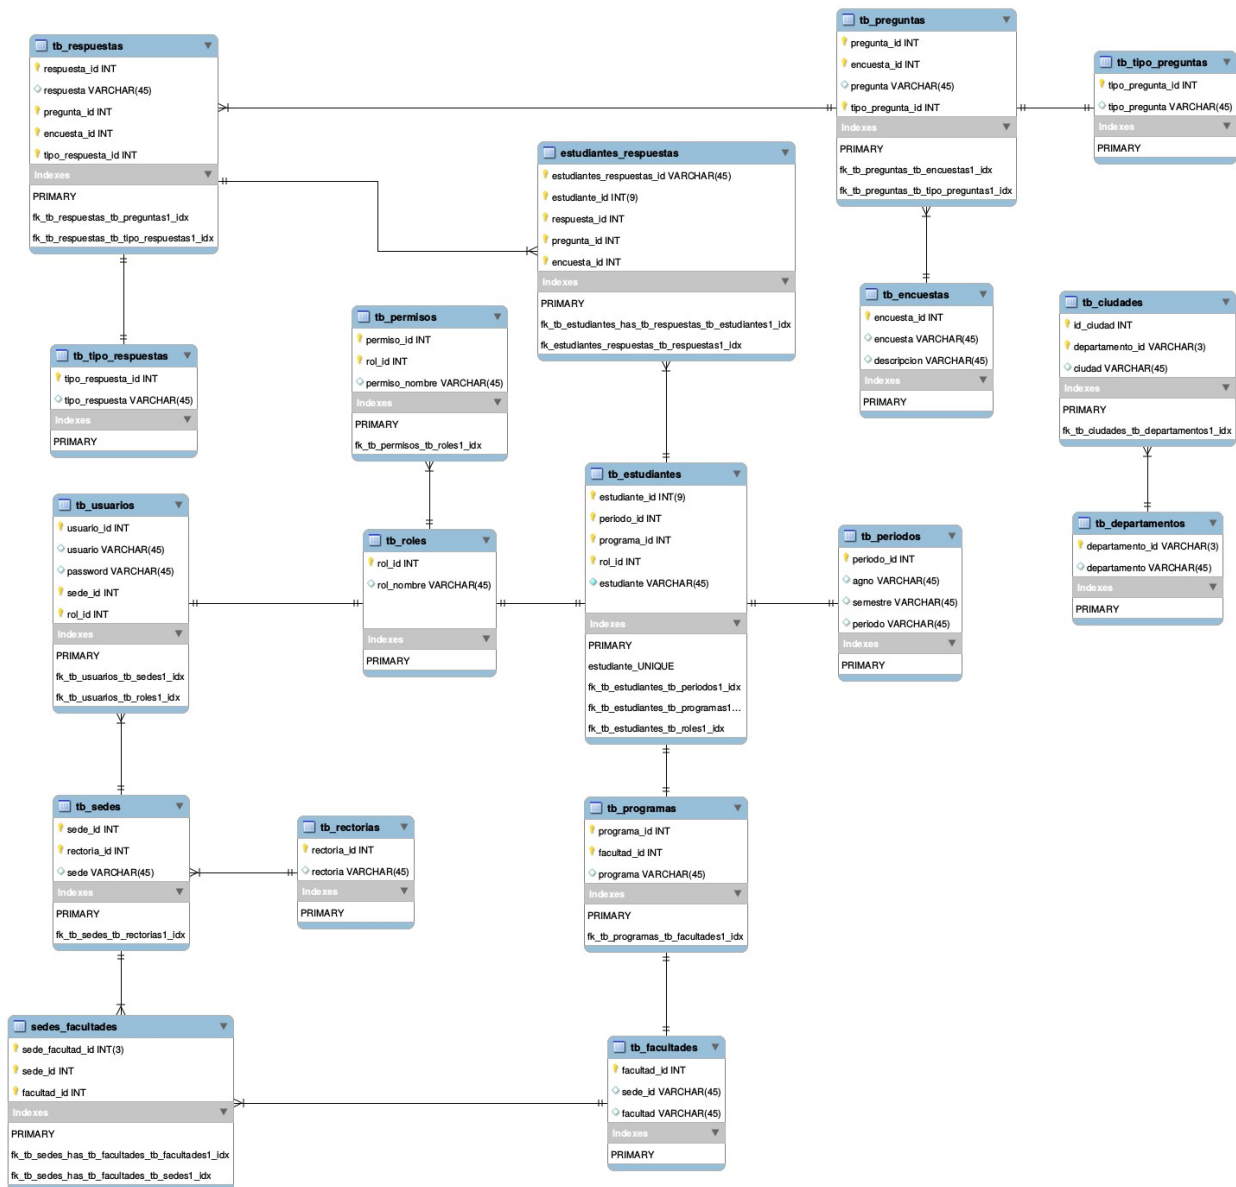 tb_respuestas
respuesta_id INT
respuesta VARCHAR(45)
pregunta_id INT
encuesta_id INT
tipo_respuesta_id INT
Indexes
PRIMARY
fk_tb_respuestas_tb_preguntas1_idx
fk_tb_respuestas_tb_tipo_respuestas1_idx
tb_preguntas
pregunta_id INT
encuesta_id INT
pregunta VARCHAR(45)
tipo_pregunta_id INT
Indexes
PRIMARY
fk_tb_preguntas_tb_encuestas1_idx
fk_tb_preguntas_tb_tipo_preguntas1_idx
tb_tipo_preguntas
tipo_pregunta_id INT
tipo_pregunta VARCHAR(45)
Indexes
PRIMARY
estudiantes_respuestas
estudiantes_respuestas_id VARCHAR(45)
estudiante_id INT(9)
respuesta_id INT
pregunta_id INT
encuesta_id INT
Indexes
PRIMARY
fk_tb_estudiantes_has_tb_respuestas_tb_estudiantes1_idx
fk_estudiantes_respuestas_tb_respuestas1_idx
tb_encuestas
encuesta_id INT
encuesta VARCHAR(45)
descripcion VARCHAR(45)
Indexes
PRIMARY
tb_ciudades
id_ciudad INT
departamento_id VARCHAR(3)
ciudad VARCHAR(45)
Indexes
PRIMARY
fk_tb_ciudades_tb_departamentos1_idx
tb_tipo_respuestas
tipo_respuesta_id INT
tipo_respuesta VARCHAR(45)
Indexes
PRIMARY
tb_permisos
permiso_id INT
rol_id INT
permiso_nombre VARCHAR(45)
Indexes
PRIMARY
fk_tb_permisos_tb_roles1_idx
tb_usuarios
usuario_id INT
usuario VARCHAR(45)
password VARCHAR(45)
sede_id INT
rol_id INT
Indexes
PRIMARY
fk_tb_usuarios_tb_sedes1_idx
fk_tb_usuarios_tb_roles1_idx
tb_roles
rol_id INT
rol_nombre VARCHAR(45)
Indexes
PRIMARY
tb_estudiantes
estudiante_id INT(9)
periodo_id INT
programa_id INT
rol_id INT
estudiante VARCHAR(45)
Indexes
PRIMARY
estudiante_UNIQUE
fk_tb_estudiantes_tb_periodos1_idx
fk_tb_estudiantes_tb_programas1...
fk_tb_estudiantes_tb_roles1_idx
tb_periodos
periodo_id INT
agno VARCHAR(45)
semestre VARCHAR(45)
periodo VARCHAR(45)
Indexes
PRIMARY
tb_departamentos
departamento_id VARCHAR(3)
departamento VARCHAR(45)
Indexes
PRIMARY
tb_sedes
sede_id INT
rectoria_id INT
sede VARCHAR(45)
Indexes
PRIMARY
fk_tb_sedes_tb_rectorias1_idx
tb_rectorias
rectoria_id INT
rectoria VARCHAR(45)
Indexes
PRIMARY
tb_programas
programa_id INT
facultad_id INT
programa VARCHAR(45)
Indexes
PRIMARY
fk_tb_programas_tb_facultades1_idx
sedes_facultades
sede_facultad_id INT(3)
sede_id INT
facultad_id INT
Indexes
PRIMARY
fk_tb_sedes_has_tb_facultades_tb_facultades1_idx
fk_tb_sedes_has_tb_facultades_tb_sedes1_idx
tb_facultades
facultad_id INT
sede_id VARCHAR(45)
facultad VARCHAR(45)
Indexes
PRIMARY